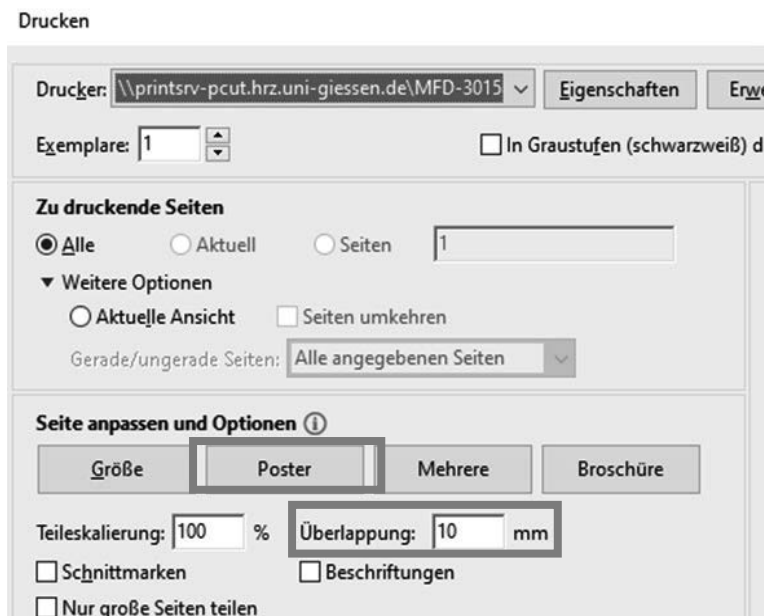 Drucken
Drucker: \\printsrv-pcut.hrz.uni-giessen.de\MFD-3015 Eigenschaften
Exemplare: 1 In Graustufen (schwarzweiß)
Zu druckende Seiten
Alle Aktuell Seiten 1
Weitere Optionen
Aktuelle Ansicht Seiten umkehren
Gerade/ungerade Seiten: Alle angegebenen Seiten
Seite anpassen und Optionen
Größe Poster Mehrere Broschüre
Teileskalierung: 100 % Überlappung: 10 mm
Schnittmarken Beschriftungen
Nur große Seiten teilen